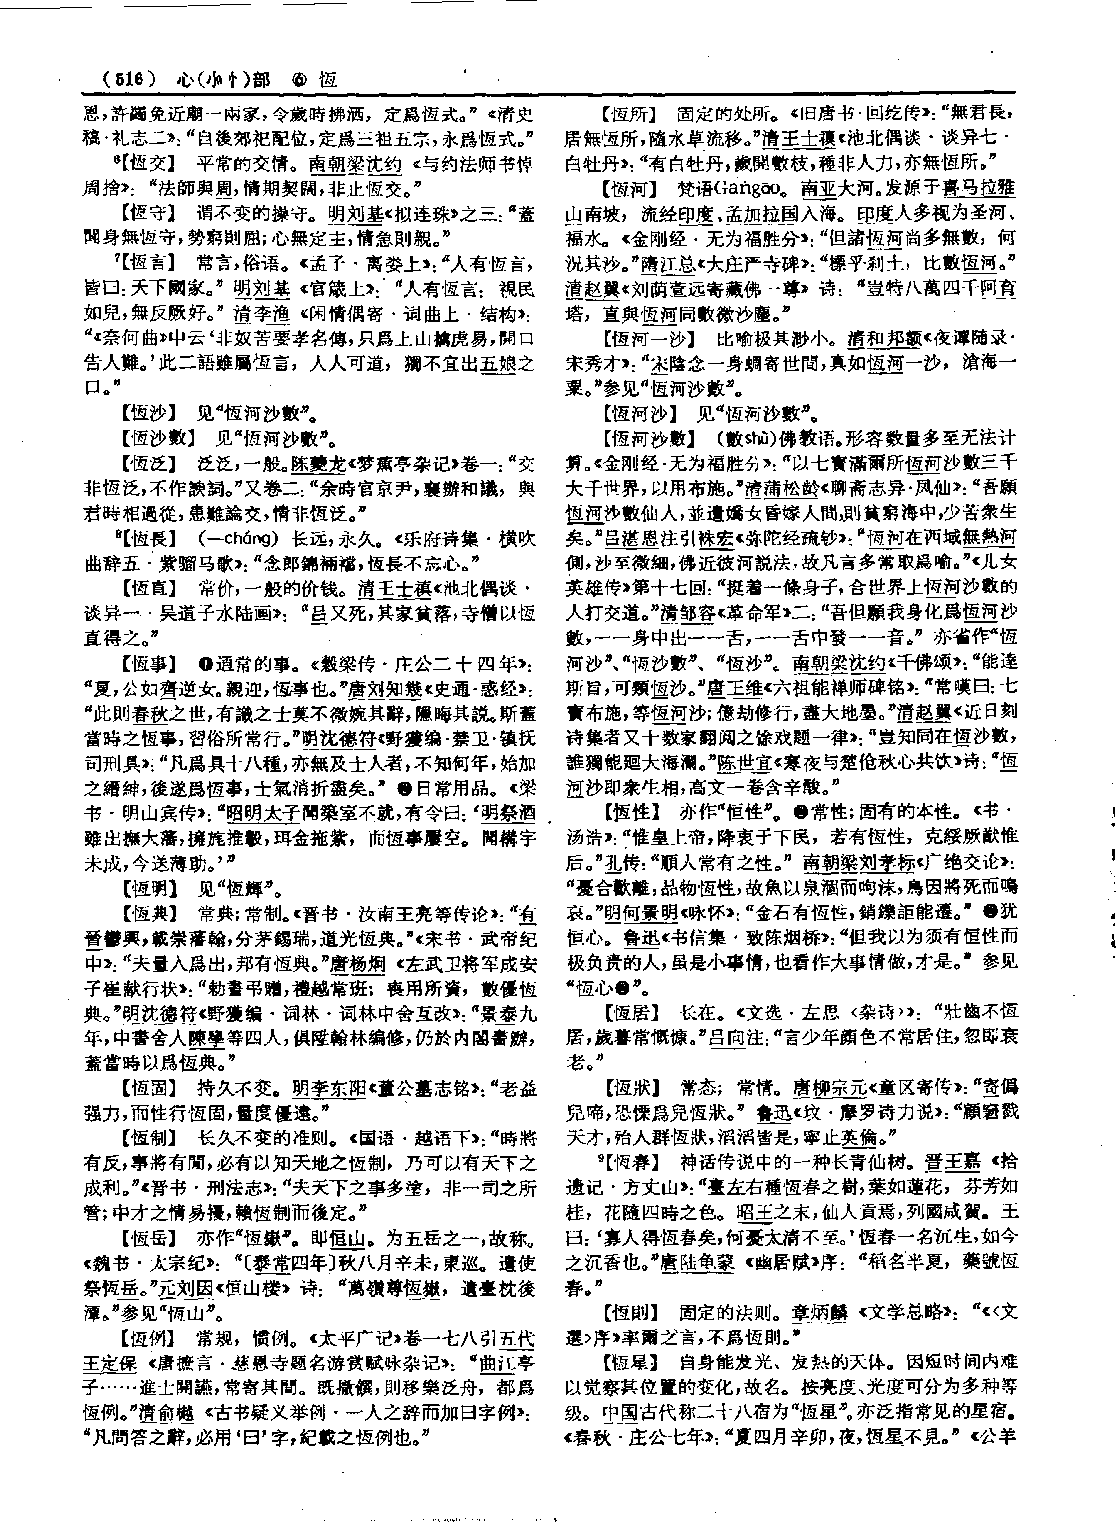 (516) 心(小忄)部 ⑥ 恆
恩,許蠲免近廟一兩家,令歲時拂洒,定爲恆式。”《清史
稿·礼志二》:“自後郊祀配位,定爲三祖五宗,永爲恆式。”
⁶【恆交】 平常的交情。南朝梁沈约《与约法师书悼
周捨》:“法師與周,情期契闊,非止恆交。”
【恆守】 谓不变的操守。明刘基《拟连珠》之三:“蓋
聞身無恆守,勢窮則屈;心無定主,情急則親。”
⁷【恆言】 常言,俗语。《孟子·离娄上》:“人有恆言,
皆曰:天下國家。”明刘基《官箴上》:“人有恆言:視民
如兒,無反厥好。”清李渔《闲情偶寄·词曲上·结构》:
“《奈何曲》中云‘非奴苦要孝名傳,只爲上山擒虎易,開口
告人難。’此二語雖屬恆言,人人可道,獨不宜出五娘之
口。”
【恆沙】 见“恆河沙數”。
【恆沙數】 见“恆河沙數”。
【恆泛】 泛泛,一般。陈夔龙《梦蕉亭杂记》卷一:“交
非恆泛,不作諛詞。”又卷二:“余時官京尹,襄辦和議,與
君時相過從,患難論交,情非恆泛。”
⁸【恆長】 (—cháng) 长远,永久。《乐府诗集·横吹
曲辞五·紫骝马歌》:“念郎錦裲襠,恆長不忘心。”
【恆直】 常价,一般的价钱。清王士禛《池北偶谈·
谈异一·吴道子水陆画》:“吕又死,其家貧落,寺僧以恆
直得之。”
【恆事】 ❶通常的事。《穀梁传·庄公二十四年》:
“夏,公如齊逆女。親迎,恆事也。”唐刘知幾《史通·惑经》:
“此則春秋之世,有識之士莫不微婉其辭,隱晦其説。斯蓋
當時之恆事,習俗所常行。”明沈德符《野獲编·禁卫·镇抚
司刑具》:“凡爲具十八種,亦無及士人者,不知何年,始加
之縉紳,後遂爲恆事,士氣消折盡矣。” ❷日常用品。《梁
书·明山宾传》:“昭明太子聞築室不就,有令曰:‘明祭酒
雖出撫大藩,擁旄推轂,珥金拖紫,而恆事屢空。聞構宇
未成,今送薄助。’”
【恆明】 见“恆輝”。
【恆典】 常典;常制。《晋书·汝南王亮等传论》:“有
晉鬱興,載崇藩翰,分茅錫瑞,道光恆典。”《宋书·武帝纪
中》:“夫量入爲出,邦有恆典。”唐杨炯《左武卫将军成安
子崔献行状》:“勅書弔贈,禮越常班;喪用所資,數優恆
典。”明沈德符《野獲编·词林·词林中舍互改》:“景泰九
年,中書舍人陳學等四人,俱陞翰林编修,仍於内閣書辦,
蓋當時以爲恆典。”
【恆固】 持久不变。明李东阳《董公墓志铭》:“老益
强力,而性行恆固,量度優遠。”
【恆制】 长久不变的准则。《国语·越语下》:“時將
有反,事將有間,必有以知天地之恆制,乃可以有天下之
成利。”《晋书·刑法志》:“夫天下之事多塗,非一司之所
管;中才之情易擾,賴恆制而後定。”
【恆岳】 亦作“恆嶽”。即恒山。为五岳之一,故称。
《魏书·太宗纪》:“〔泰常四年〕秋八月辛未,東巡。遣使
祭恆岳。”元刘因《恒山楼》诗:“萬嶺尊恆嶽,遺臺枕後
潭。”参见“恆山”。
【恆例】 常规,惯例。《太平广记》卷一七八引五代
王定保《唐摭言·慈恩寺题名游赏赋咏杂记》:“曲江亭
子……進士開讌,常寄其間。既撤饌,則移樂泛舟,都爲
恆例。”清俞樾《古书疑义举例·一人之辞而加曰字例》:
“凡問答之辭,必用‘曰’字,紀載之恆例也。”
【恆所】 固定的处所。《旧唐书·回纥传》:“無君長,
居無恆所,隨水草流移。”清王士禛《池北偶谈·谈异七·
白牡丹》:“有白牡丹,歲開數枝,種非人力,亦無恆所。”
【恆河】 梵语Gaṅgāo。南亚大河。发源于喜马拉雅
山南坡,流经印度、孟加拉国入海。印度人多视为圣河、
福水。《金刚经·无为福胜分》:“但諸恆河尚多無數,何
況其沙。”隋江总《大庄严寺碑》:“標乎刹土,比數恆河。”
清赵翼《刘荫萱远寄藏佛一尊》诗:“豈特八萬四千阿育
塔,直與恆河同數微沙塵。”
【恆河一沙】 比喻极其渺小。清和邦额《夜谭随录·
宋秀才》:“宋陰念一身蜩寄世間,真如恆河一沙,滄海一
粟。”参见“恆河沙數”。
【恆河沙】 见“恆河沙數”。
【恆河沙數】 (數shù)佛教语。形容数量多至无法计
算。《金刚经·无为福胜分》:“以七寶滿爾所恆河沙數三千
大千世界,以用布施。”清蒲松龄《聊斋志异·凤仙》:“吾願
恆河沙數仙人,並遣嬌女昏嫁人間,則貧窮海中,少苦衆生
矣。”吕湛恩注引袾宏《弥陀经疏钞》:“恆河在西域無熱河
側,沙至微細,佛近彼河説法,故凡言多常取爲喻。”《儿女
英雄传》第十七回:“挺着一條身子,合世界上恆河沙數的
人打交道。”清邹容《革命军》二:“吾但願我身化爲恆河沙
數,一一身中出一一舌,一一舌中發一一音。” 亦省作“恆
河沙”、“恆沙數”、“恆沙”。南朝梁沈约《千佛颂》:“能達
斯旨,可類恆沙。”唐王维《六祖能禅师碑铭》:“常嘆曰:七
寶布施,等恆河沙;億劫修行,盡大地墨。”清赵翼《近日刻
诗集者又十数家翻阅之馀戏题一律》:“豈知同在恆沙數,
誰獨能迴大海瀾。”陈世宜《寒夜与楚伧秋心共饮》诗:“恆
河沙即衆生相,高文一卷含辛酸。”
【恆性】 亦作“恒性”。❶常性;固有的本性。《书·
汤诰》:“惟皇上帝,降衷于下民,若有恆性,克綏厥猷惟
后。”孔传:“順人常有之性。” 南朝梁刘孝标《广绝交论》:
“憂合歡離,品物恆性,故魚以泉涸而呴沫,鳥因將死而鳴
哀。”明何景明《咏怀》:“金石有恆性,銷鑠詎能遷。” ❷犹
恒心。鲁迅《书信集·致陈烟桥》:“但我以为须有恒性而
极负责的人,虽是小事情,也看作大事情做,才是。” 参见
“恆心❷”。
【恆居】 长在。《文选·左思〈杂诗〉》:“壯齒不恆
居,歲暮常慨慷。”吕向注:“言少年顔色不常居住,忽即衰
老。”
【恆狀】 常态;常情。唐柳宗元《童区寄传》:“寄偽
兒啼,恐慄爲兒恆狀。”鲁迅《坟·摩罗诗力说》:“顧窘戮
天才,殆人群恆狀,滔滔皆是,寧止英倫。”
⁹【恆春】 神话传说中的一种长青仙树。晋王嘉《拾
遗记·方丈山》:“臺左右種恆春之樹,葉如蓮花,芬芳如
桂,花隨四時之色。昭王之末,仙人貢焉,列國咸賀。王
曰:‘寡人得恆春矣,何憂太清不至。’恆春一名沉生,如今
之沉香也。”唐陆龟蒙《幽居赋》序:“稻名半夏,藥號恆
春。”
【恆則】 固定的法则。章炳麟《文学总略》:“《〈文
選〉序》率爾之言,不爲恆則。”
【恆星】 自身能发光、发热的天体。因短时间内难
以觉察其位置的变化,故名。按亮度、光度可分为多种等
级。中国古代称二十八宿为“恆星”。亦泛指常见的星宿。
《春秋·庄公七年》:“夏四月辛卯,夜,恆星不見。”《公羊